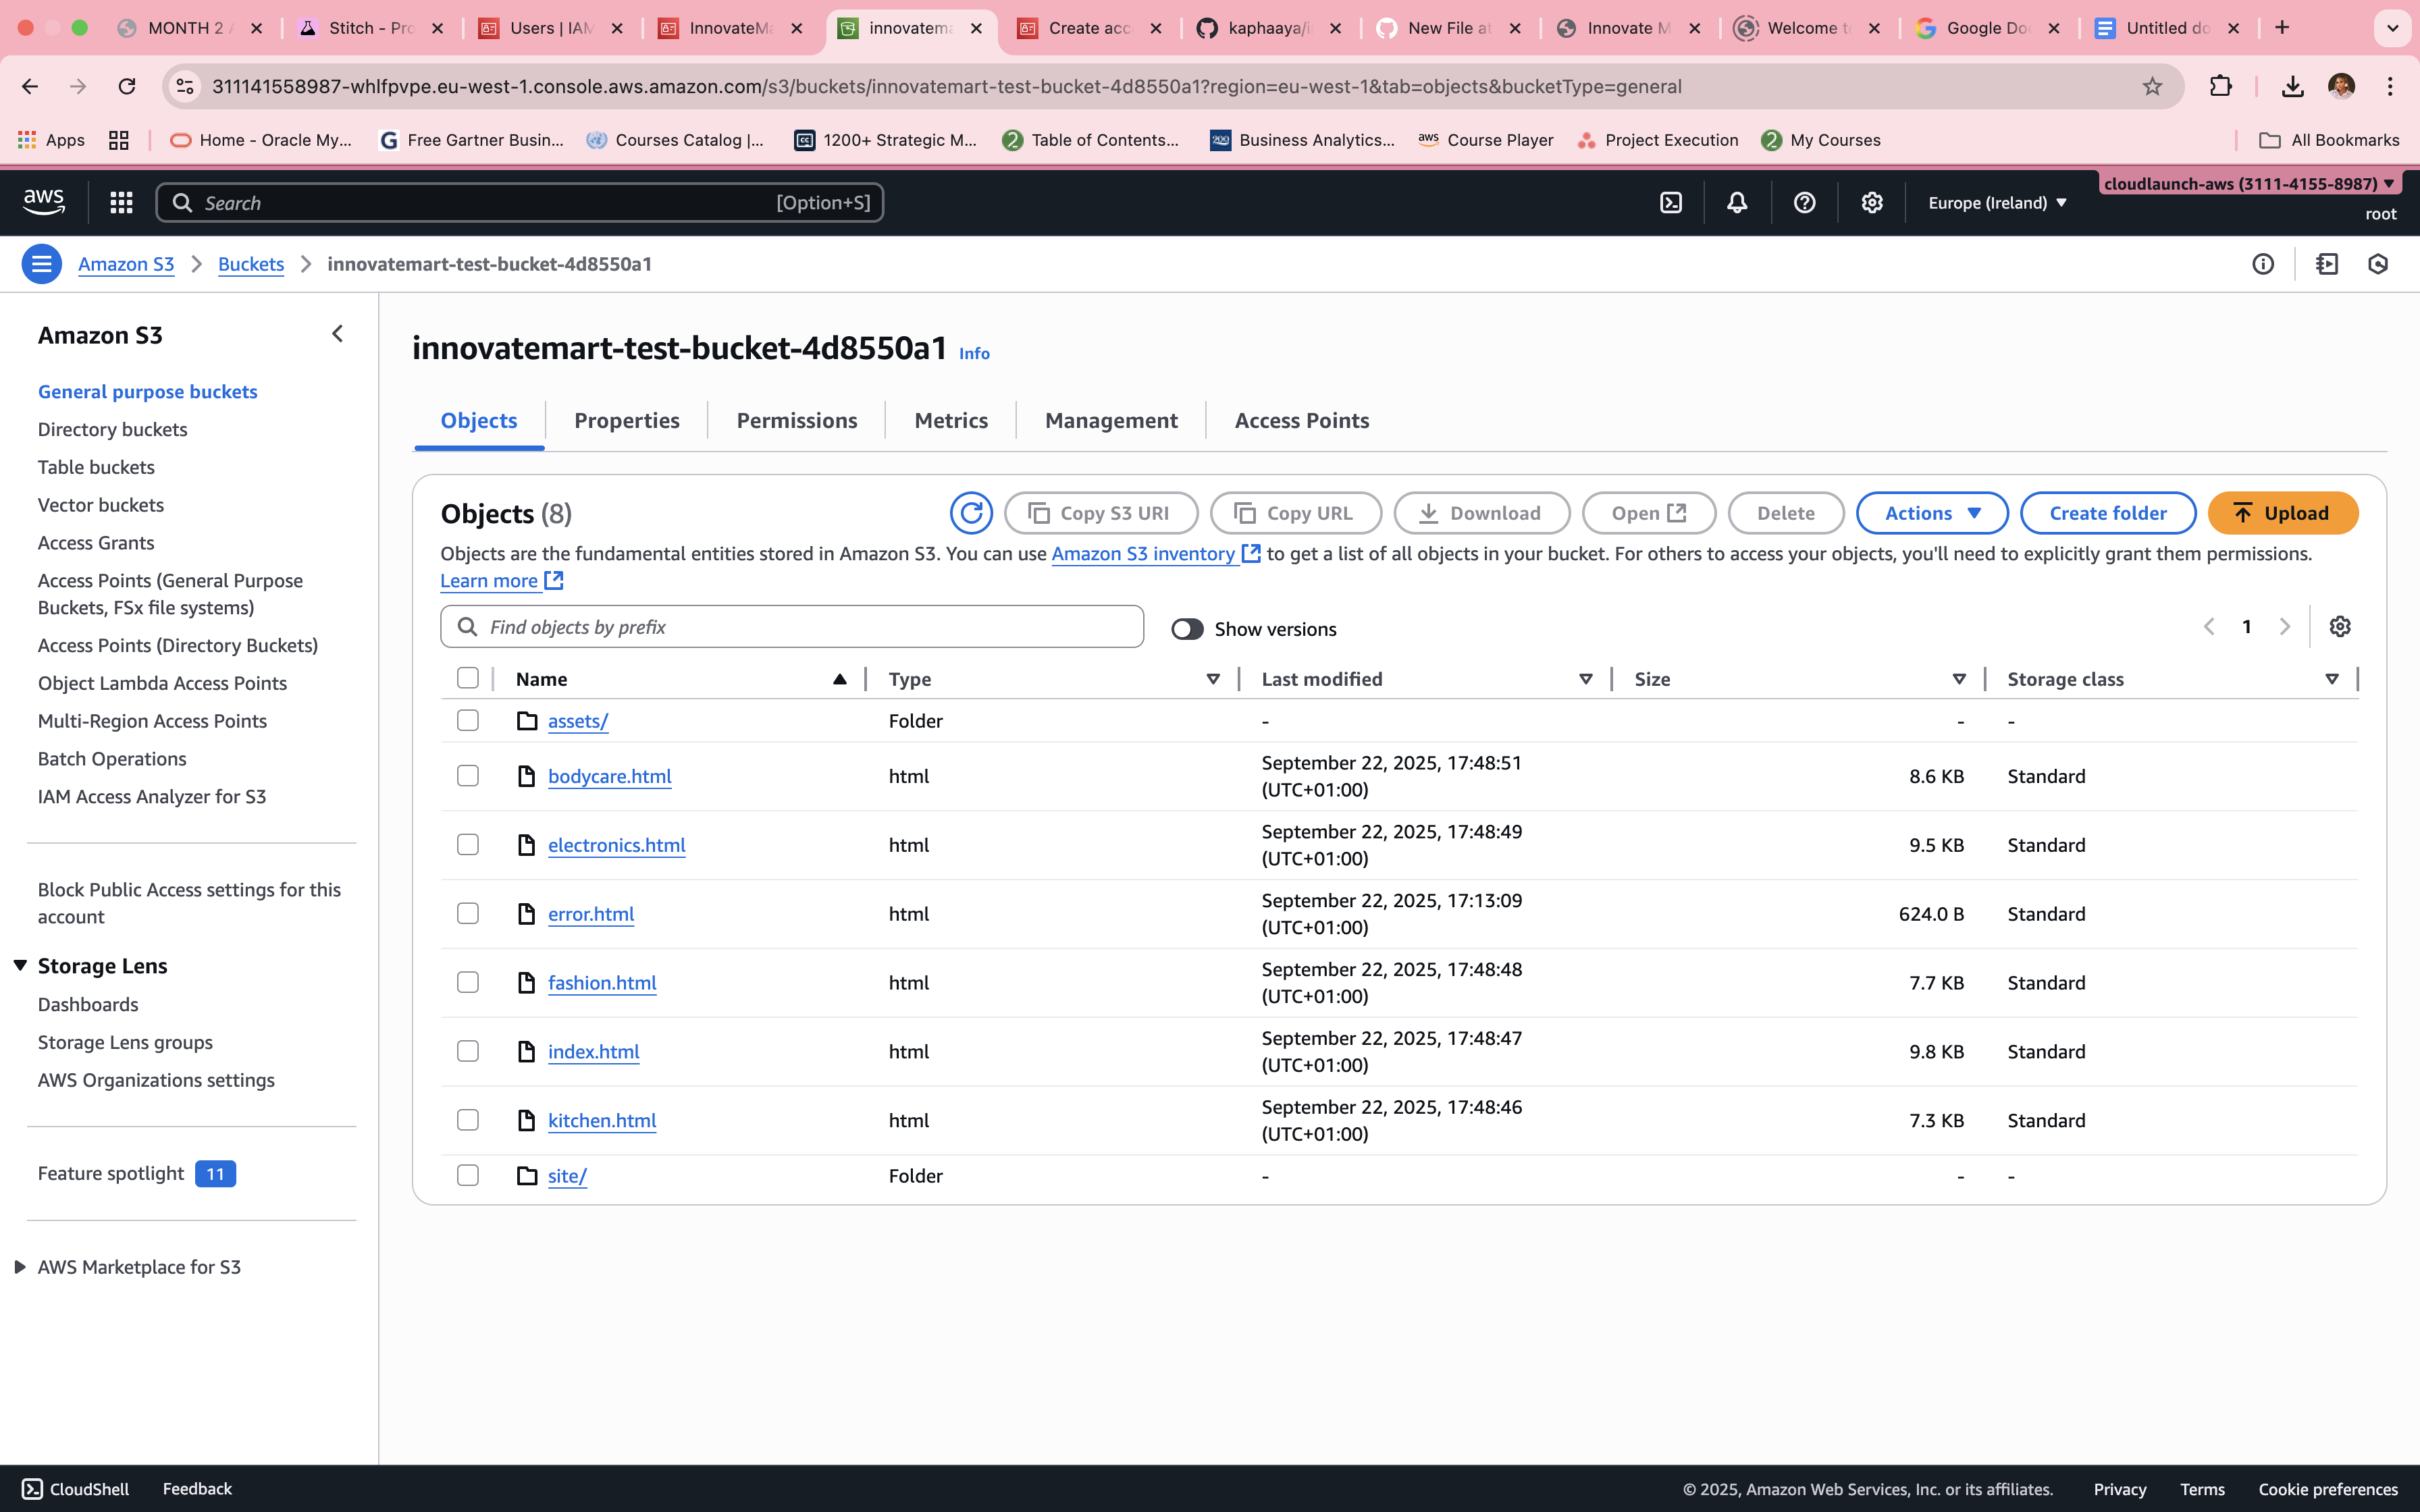 MONTH 2 A
Stitch - Pro
Users | IAM
InnovateMa
innovatema
Create acc
kaphaaya/i
New File at
Innovate M
Welcome to
Google Do
Untitled do
311141558987-whlfpvpe.eu-west-1.console.aws.amazon.com/s3/buckets/innovatemart-test-bucket-4d8550a1?region=eu-west-1&tab=objects&bucketType=general
Apps
Home - Oracle My...
Free Gartner Busin...
Courses Catalog |...
1200+ Strategic M...
Table of Contents...
Business Analytics...
Course Player
Project Execution
My Courses
All Bookmarks
aws
Search
[Option+S]
Europe (Ireland)
cloudlaunch-aws (3111-4155-8987)
root
Amazon S3
Buckets
innovatemart-test-bucket-4d8550a1
Amazon S3
General purpose buckets
Directory buckets
Table buckets
Vector buckets
Access Grants
Access Points (General Purpose
Buckets, FSx file systems)
Access Points (Directory Buckets)
Object Lambda Access Points
Multi-Region Access Points
Batch Operations
IAM Access Analyzer for S3
Block Public Access settings for this
account
Storage Lens
Dashboards
Storage Lens groups
AWS Organizations settings
Feature spotlight 11
AWS Marketplace for S3
innovatemart-test-bucket-4d8550a1 Info
Objects
Properties
Permissions
Metrics
Management
Access Points
Objects (8)
Copy S3 URI
Copy URL
Download
Open
Delete
Actions
Create folder
Upload
Objects are the fundamental entities stored in Amazon S3. You can use Amazon S3 inventory to get a list of all objects in your bucket. For others to access your objects, you'll need to explicitly grant them permissions.
Learn more
Find objects by prefix
Show versions
1
Name Type Last modified Size Storage class
assets/ Folder - - -
bodycare.html html September 22, 2025, 17:48:51 8.6 KB Standard
(UTC+01:00)
electronics.html html September 22, 2025, 17:48:49 9.5 KB Standard
(UTC+01:00)
error.html html September 22, 2025, 17:13:09 624.0 B Standard
(UTC+01:00)
fashion.html html September 22, 2025, 17:48:48 7.7 KB Standard
(UTC+01:00)
index.html html September 22, 2025, 17:48:47 9.8 KB Standard
(UTC+01:00)
kitchen.html html September 22, 2025, 17:48:46 7.3 KB Standard
(UTC+01:00)
site/ Folder - - -
CloudShell
Feedback
© 2025, Amazon Web Services, Inc. or its affiliates.
Privacy
Terms
Cookie preferences